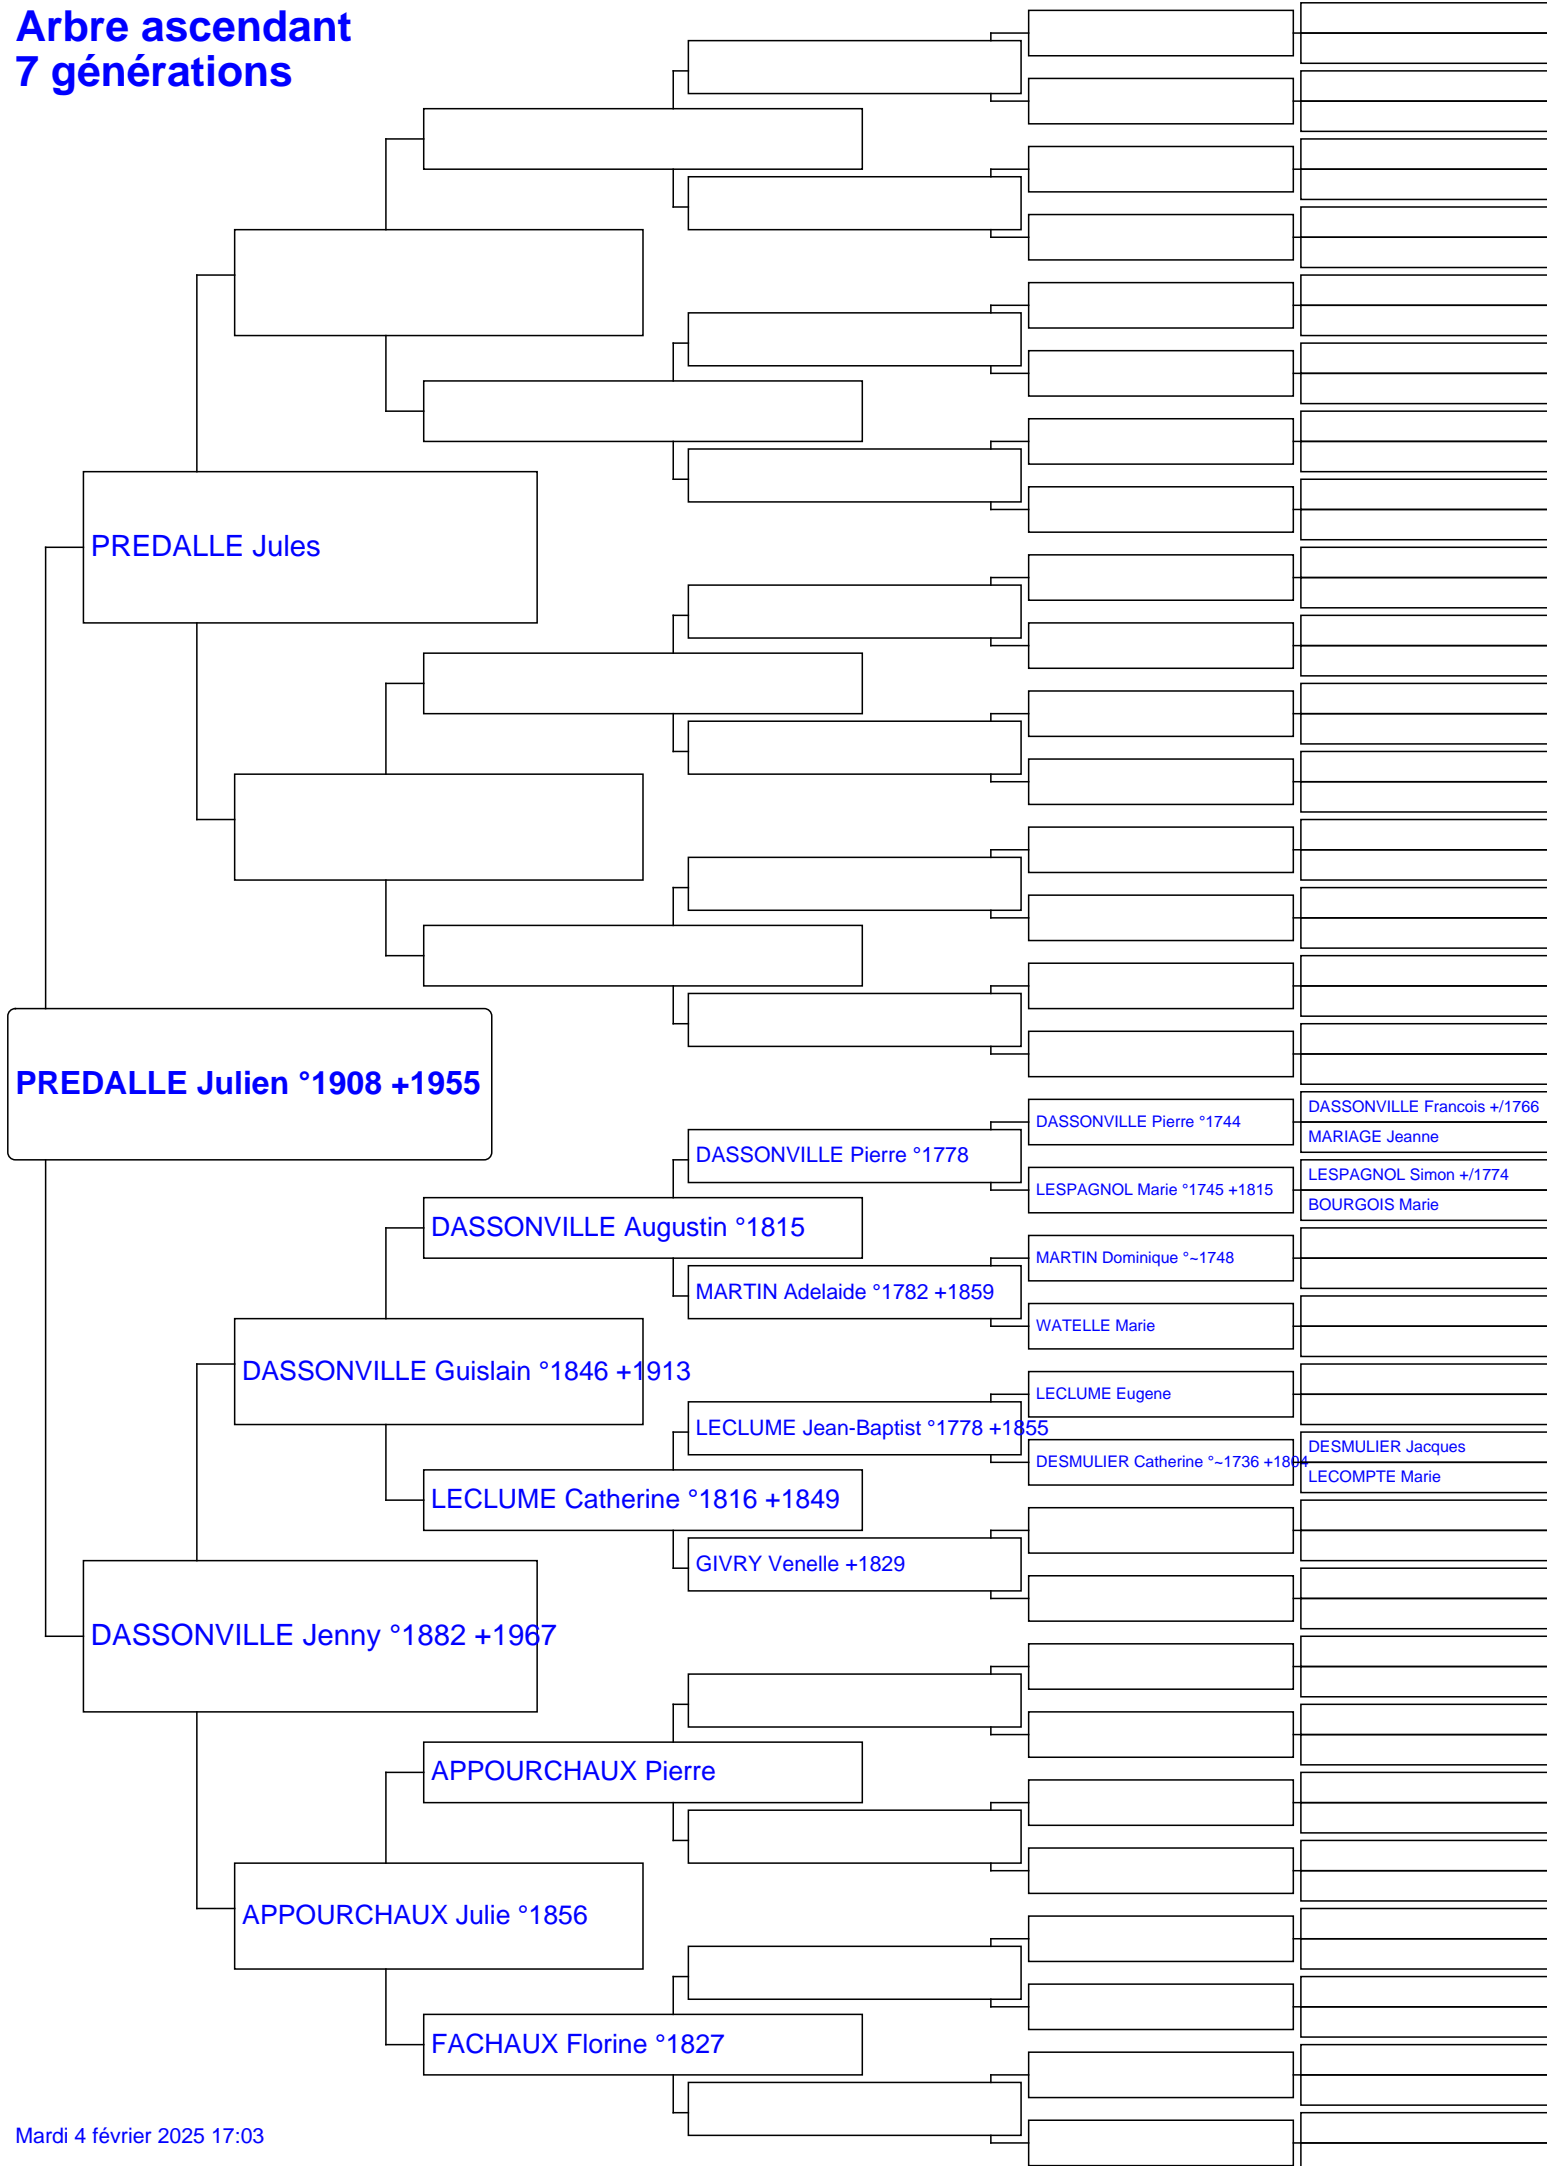 Arbre ascendant
7 générations
PREDALLE Jules
PREDALLE Julien °1908 +1955
DASSONVILLE Francois +/1766
DASSONVILLE Pierre °1744
MARIAGE Jeanne
DASSONVILLE Pierre °1778
LESPAGNOL Simon +/1774
LESPAGNOL Marie °1745 +1815
BOURGOIS Marie
DASSONVILLE Augustin °1815
MARTIN Dominique °~1748
MARTIN Adelaide °1782 +1859
WATELLE Marie
DASSONVILLE Guislain °1846 +1913
LECLUME Eugene
LECLUME Jean-Baptist °1778 +1855
DESMULIER Jacques
DESMULIER Catherine °~1736 +1804
LECOMPTE Marie
LECLUME Catherine °1816 +1849
GIVRY Venelle +1829
DASSONVILLE Jenny °1882 +1967
APPOURCHAUX Pierre
APPOURCHAUX Julie °1856
FACHAUX Florine °1827
Mardi 4 février 2025 17:03